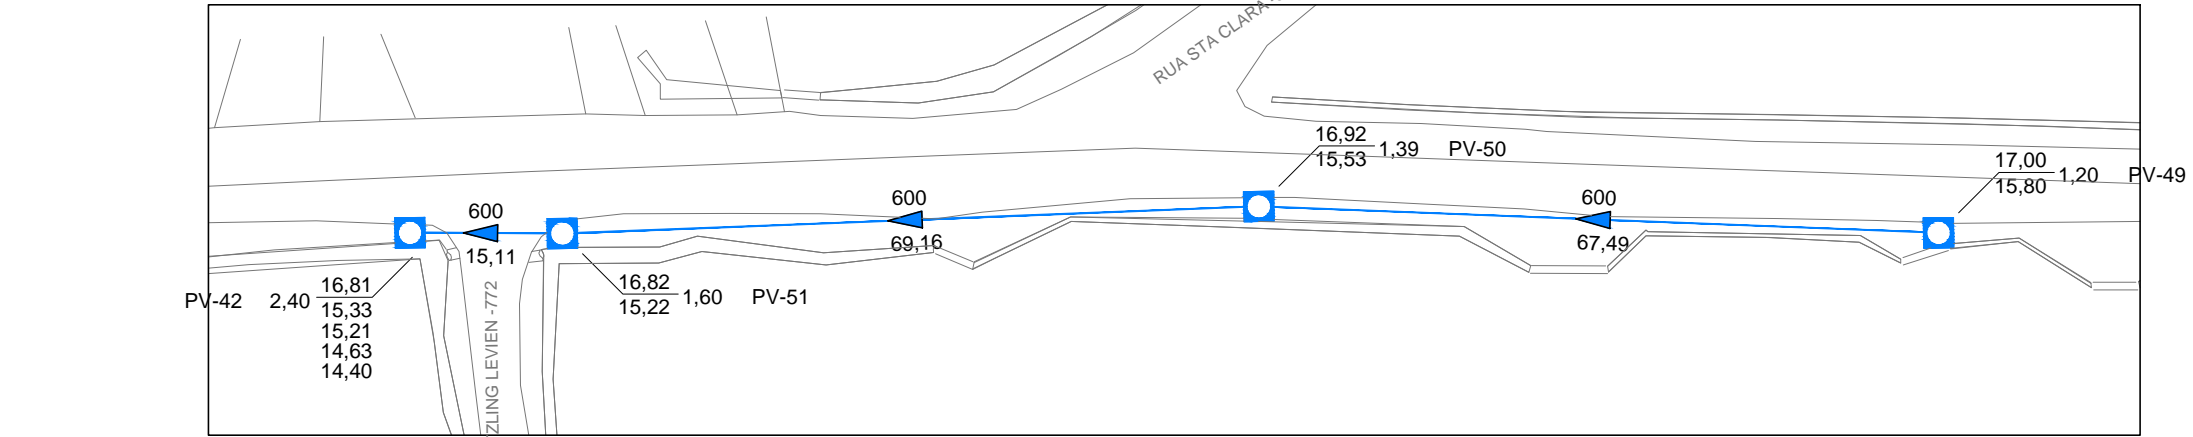 RUA STA CLARA
16,92
15,53
1,39 PV-50
17,00
15,80
1,20 PV-49
600
69,16
600
67,49
600
15,11
16,82
15,22
1,60 PV-51
PV-42 2,40
16,81
15,33
15,21
14,63
14,40
ZLING LEVIEN -772